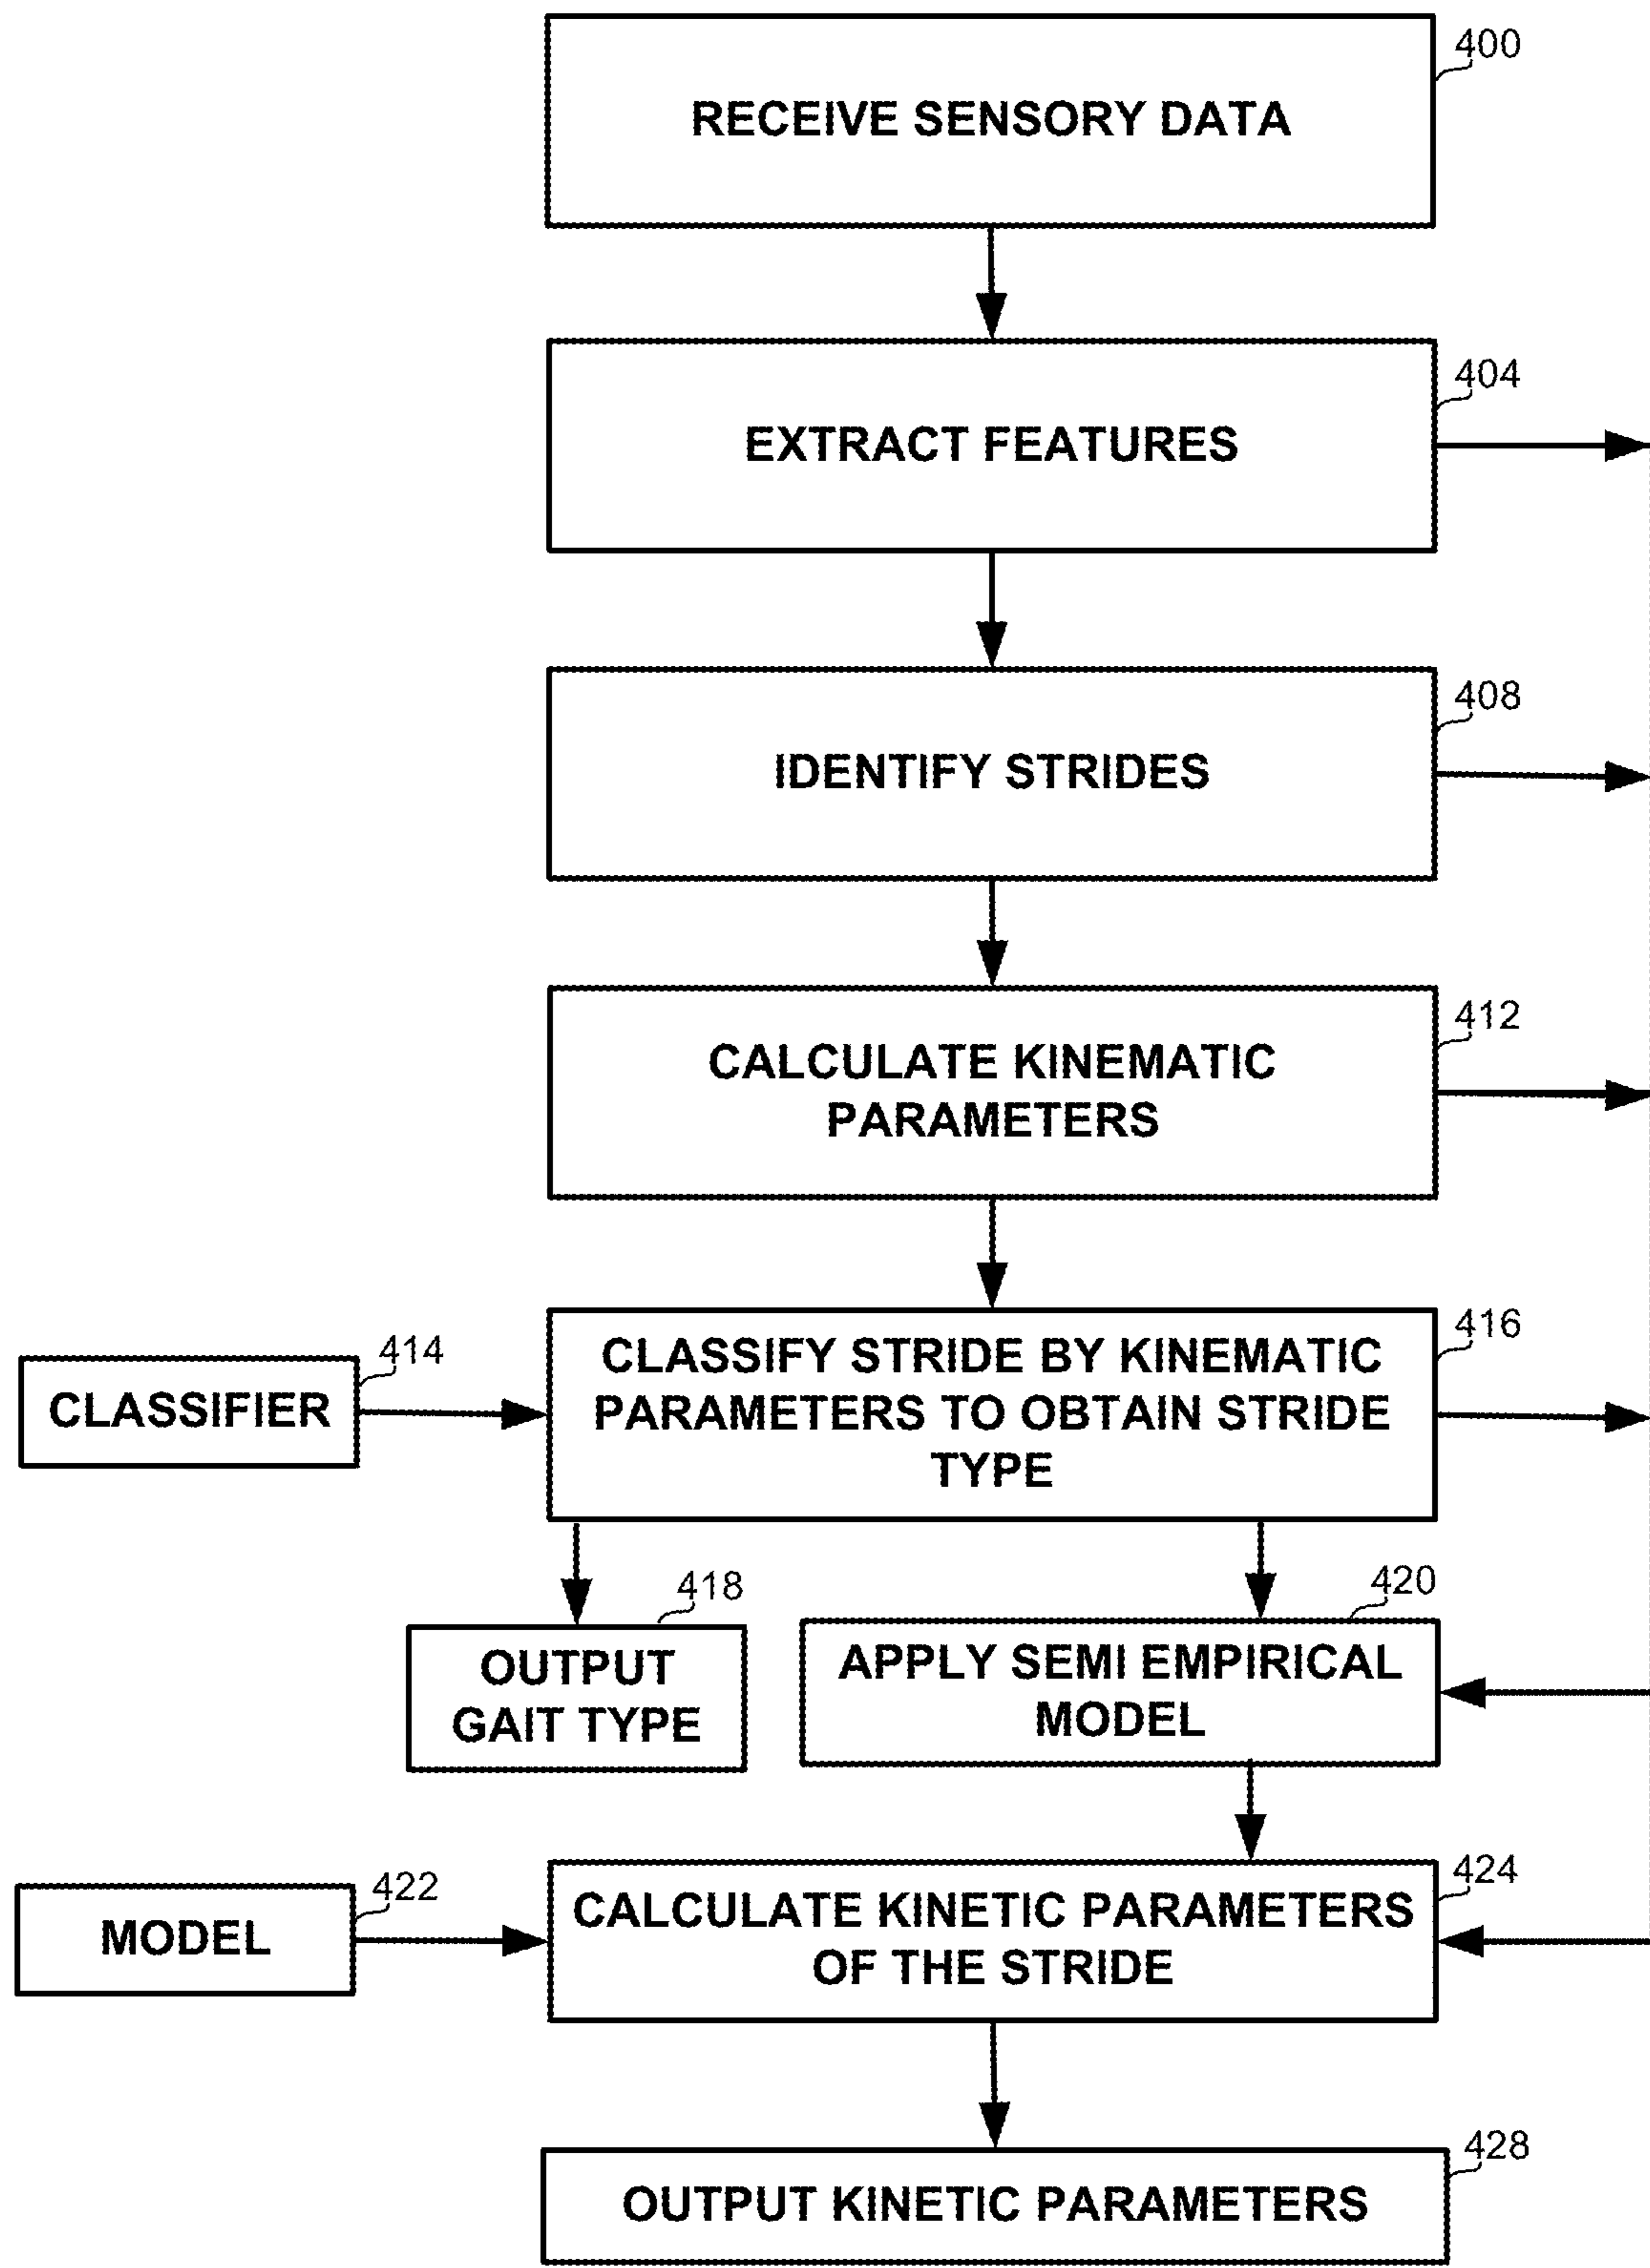 400
RECEIVE SENSORY DATA
404
EXTRACT FEATURES
408
IDENTIFY STRIDES
412
CALCULATE KINEMATIC
PARAMETERS
416
CLASSIFY STRIDE BY KINEMATIC
PARAMETERS TO OBTAIN STRIDE
TYPE
414
CLASSIFIER
418
OUTPUT
GAIT TYPE
420
APPLY SEMI EMPIRICAL
MODEL
422
MODEL
424
CALCULATE KINETIC PARAMETERS
OF THE STRIDE
428
OUTPUT KINETIC PARAMETERS